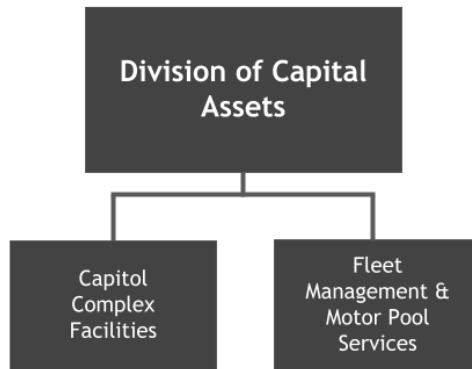 Division of Capital
Assets
Capitol
Complex
Facilities
Fleet
Management &
Motor Pool
Services